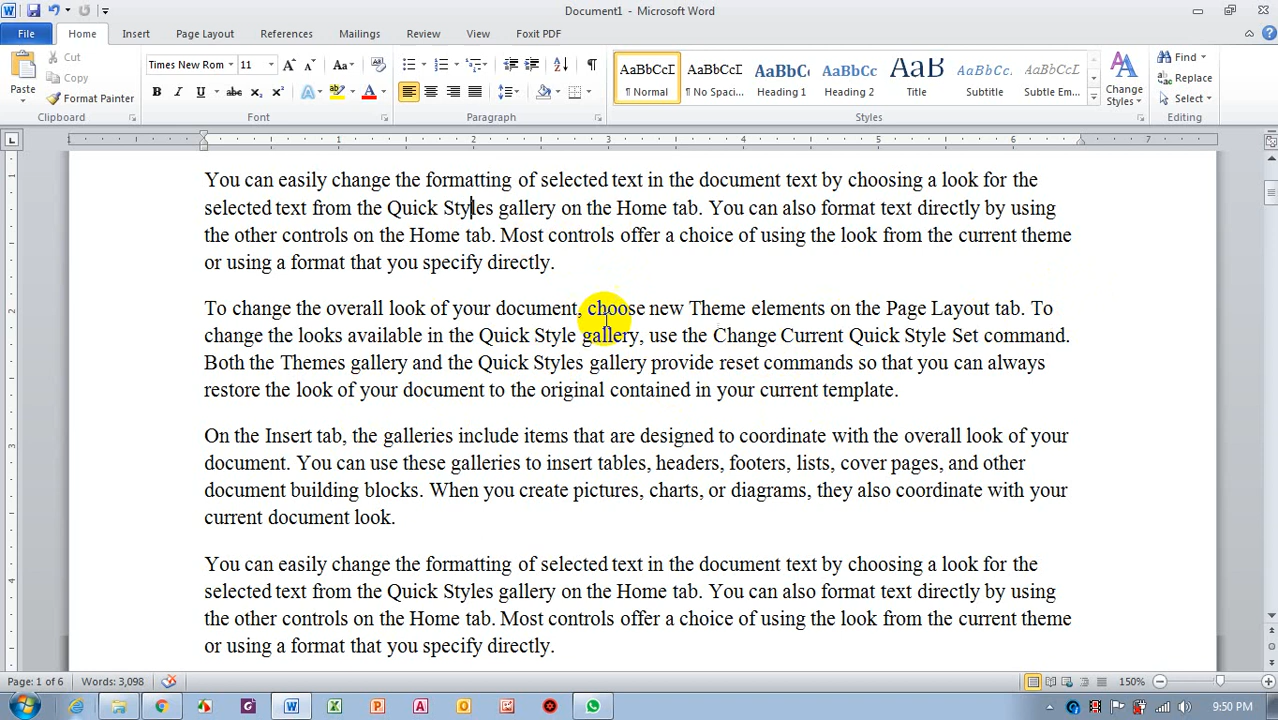 Document1 - Microsoft Word
File Home Insert Page Layout References Mailings Review View Foxit PDF
Paste Cut Copy Format Painter
Clipboard
Times New Rom 11
Font
Paragraph
AaBbCcD ¶ Normal
AaBbCcD ¶ No Spaci...
AaBbCc Heading 1
AaBbCc Heading 2
AaB Title
AaBbCc. Subtitle
AaBbCcD Subtle Em...
Change Styles
Styles
Find
Replace
Select
Editing
1 1 2 3 4 5 6 7
You can easily change the formatting of selected text in the document text by choosing a look for the
selected text from the Quick Styles gallery on the Home tab. You can also format text directly by using
the other controls on the Home tab. Most controls offer a choice of using the look from the current theme
or using a format that you specify directly.
To change the overall look of your document, choose new Theme elements on the Page Layout tab. To
change the looks available in the Quick Style gallery, use the Change Current Quick Style Set command.
Both the Themes gallery and the Quick Styles gallery provide reset commands so that you can always
restore the look of your document to the original contained in your current template.
On the Insert tab, the galleries include items that are designed to coordinate with the overall look of your
document. You can use these galleries to insert tables, headers, footers, lists, cover pages, and other
document building blocks. When you create pictures, charts, or diagrams, they also coordinate with your
current document look.
You can easily change the formatting of selected text in the document text by choosing a look for the
selected text from the Quick Styles gallery on the Home tab. You can also format text directly by using
the other controls on the Home tab. Most controls offer a choice of using the look from the current theme
or using a format that you specify directly.
Page: 1 of 6 Words: 3,098 150%
9:50 PM